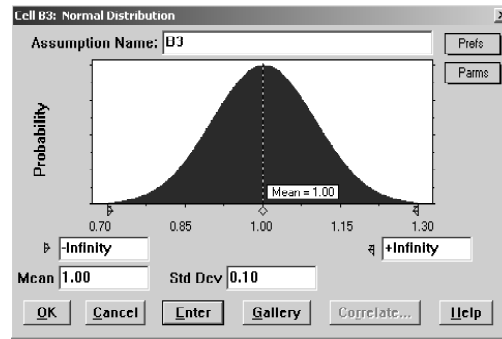 Cell B3: Normal Distribution
Assumption Name: B3
Prefs
Parms
Probability
Mean = 1.00
0.70 0.85 1.00 1.15 1.30
-Infinity +Infinity
Mean 1.00 Std Dev 0.10
OK Cancel Enter Gallery Correlate... Help